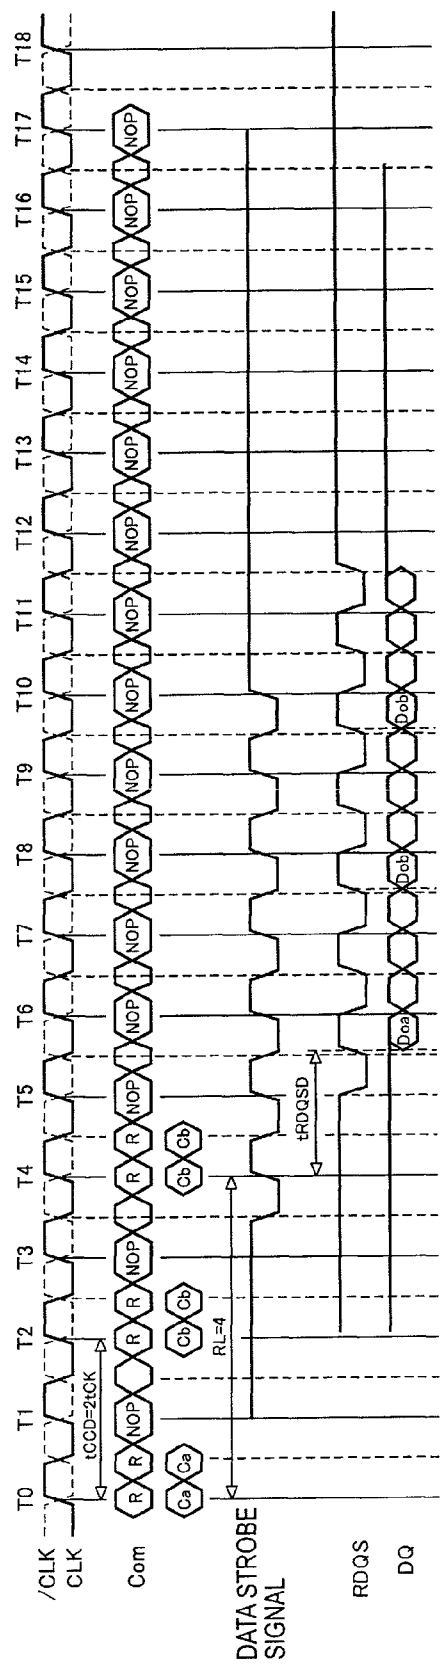 T0 T1 T2 T3 T4 T5 T6 T7 T8 T9 T10 T11 T12 T13 T14 T15 T16 T17 T18
/CLK
CLK
tCCD=2tCK
Com R R NOP R R NOP R R NOP NOP NOP NOP NOP NOP NOP NOP NOP NOP NOP NOP NOP
Ca Ca Cb Cb Cb Cb
RL=4
DATA STROBE
SIGNAL
tRDQSD
RDQS
DQ Doa Dob Dob